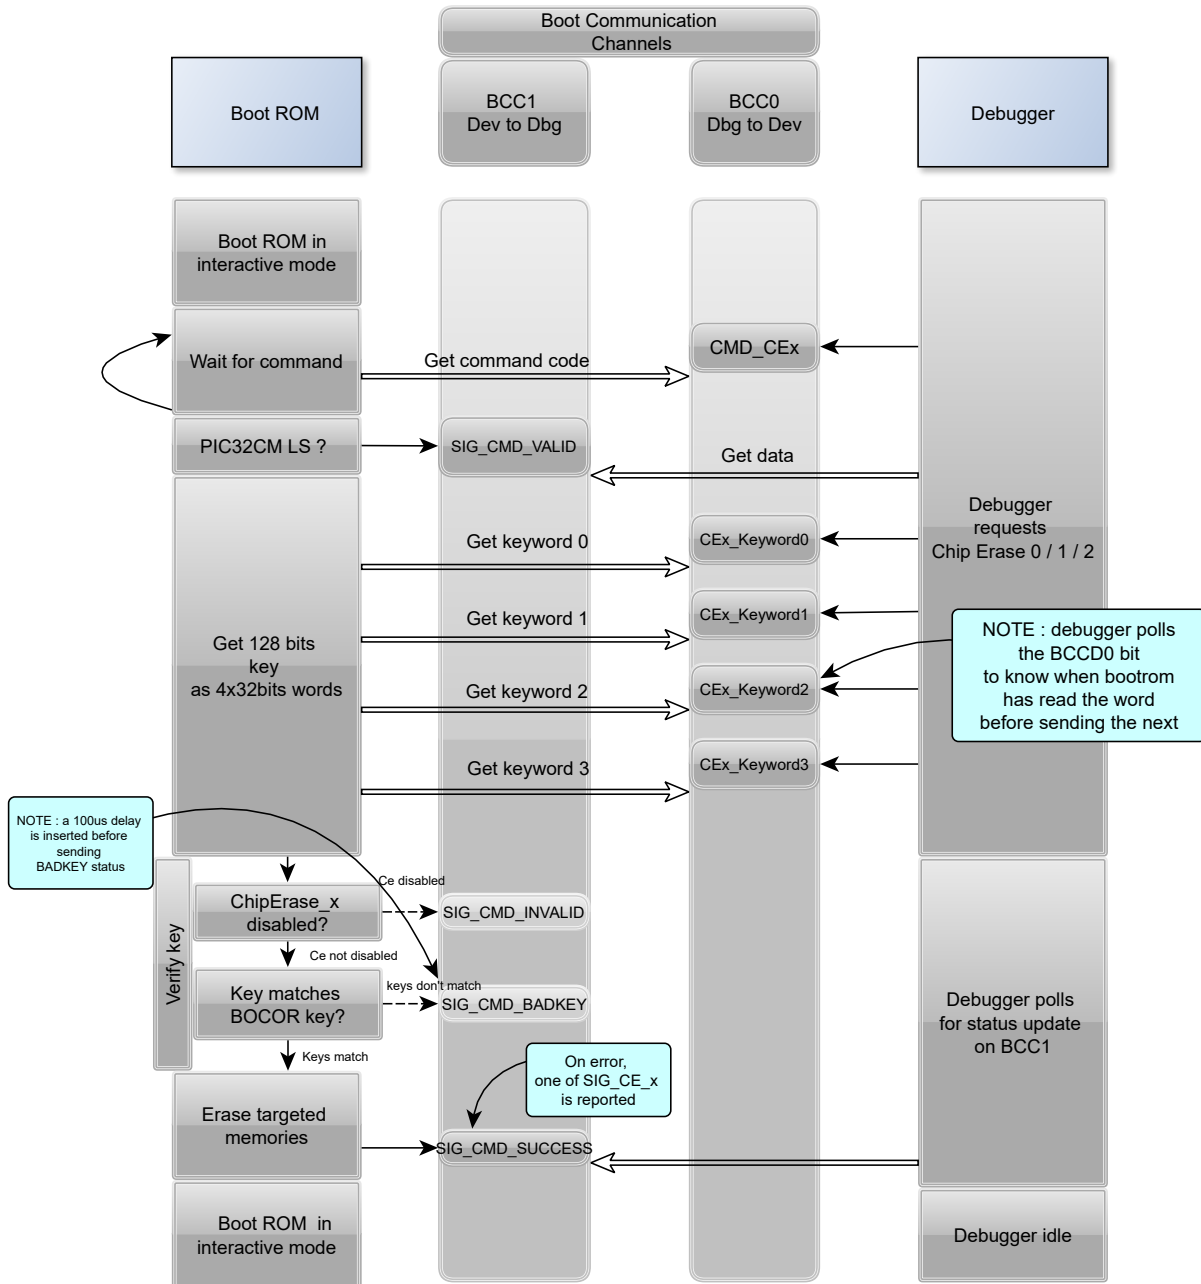 Boot Communication
Channels
Boot ROM
BCC1
Dev to Dbg
BCC0
Dbg to Dev
Debugger
Boot ROM in
interactive mode
Wait for command
Get command code
CMD_CEx
PIC32CM LS ?
SIG_CMD_VALID
Get data
Debugger
requests
Chip Erase 0 / 1 / 2
Get keyword 0
CEx_Keyword0
Get keyword 1
CEx_Keyword1
Get 128 bits
key
as 4x32bits words
NOTE : debugger polls
the BCCD0 bit
to know when bootrom
has read the word
before sending the next
Get keyword 2
CEx_Keyword2
Get keyword 3
CEx_Keyword3
NOTE : a 100us delay
is inserted before
sending
BADKEY status
Verify key
ChipErase_x
disabled?
Ce disabled
SIG_CMD_INVALID
Ce not disabled
Key matches
BOCOR key?
keys don't match
SIG_CMD_BADKEY
Debugger polls
for status update
on BCC1
Keys match
On error,
one of SIG_CE_x
is reported
Erase targeted
memories
SIG_CMD_SUCCESS
Boot ROM in
interactive mode
Debugger idle